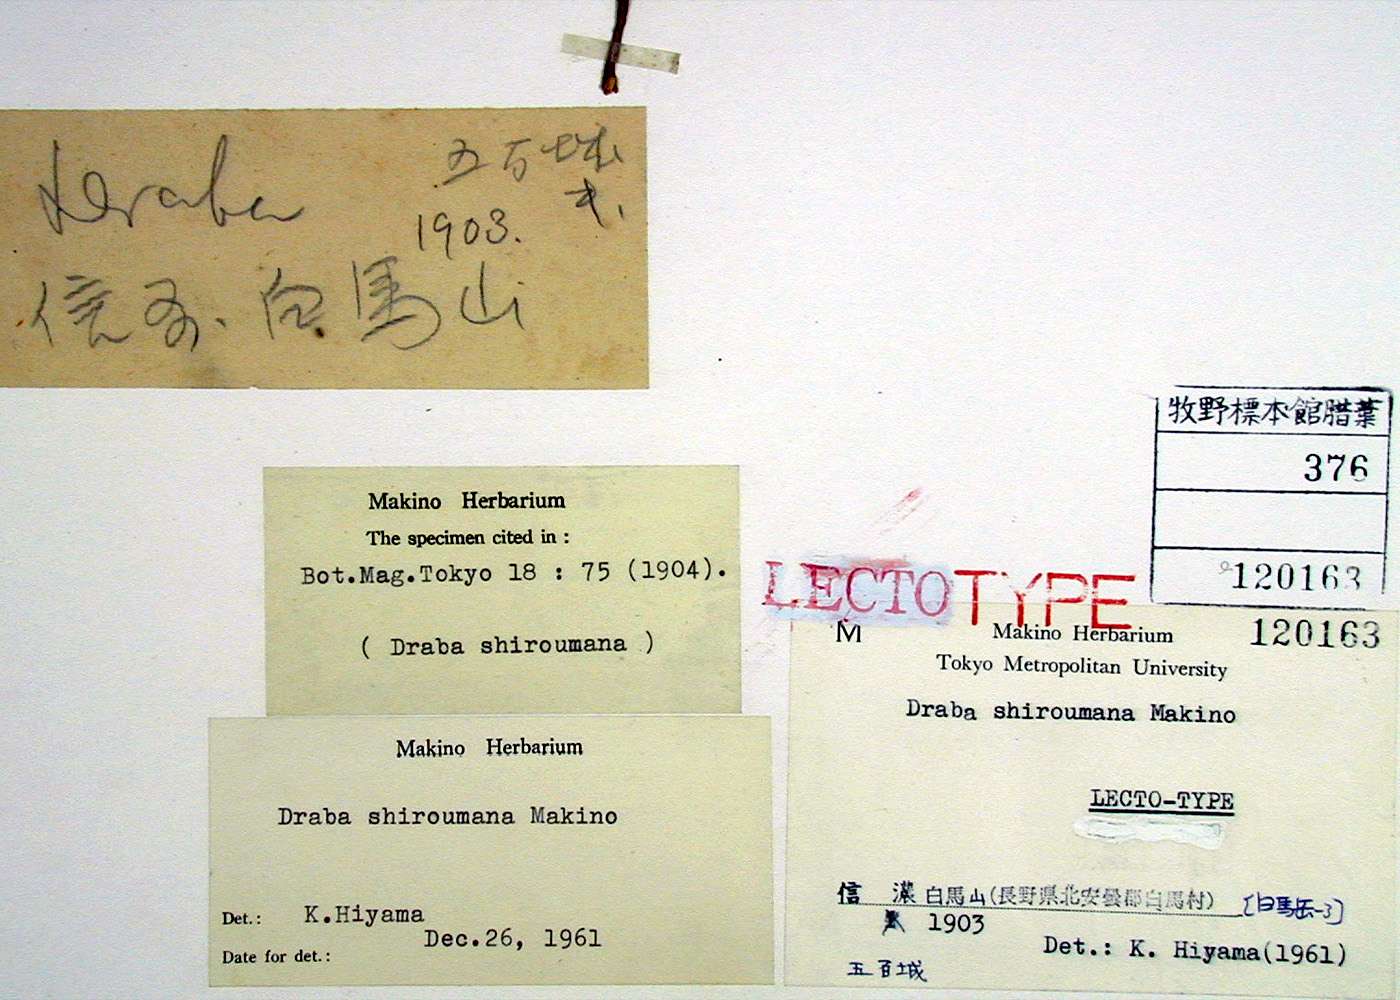 Draba
五百城
1903.
信州. 白馬山
牧野標本館腊葉
376
120163
Makino Herbarium
The specimen cited in :
Bot.Mag.Tokyo 18 : 75 (1904).
( Draba shiroumana )
Makino Herbarium
Draba shiroumana Makino
Det.: K.Hiyama
Dec.26, 1961
Date for det.:
LECTOTYPE
M Makino Herbarium 120163
Tokyo Metropolitan University
Draba shiroumana Makino
LECTO-TYPE
信 濃 白馬山(長野県北安曇郡白馬村) [白馬岳-3]
1903
Det.: K. Hiyama(1961)
五百城